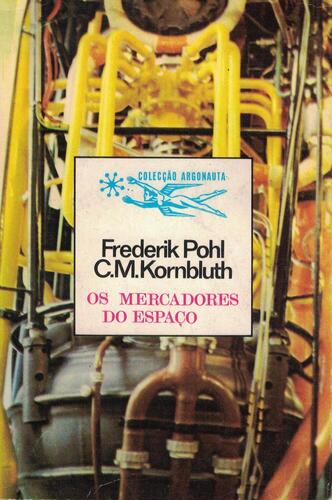 COLECÇÃO ARGONAUTA
Frederik Pohl
C.M.Kornbluth
OS MERCADORES
DO ESPAÇO